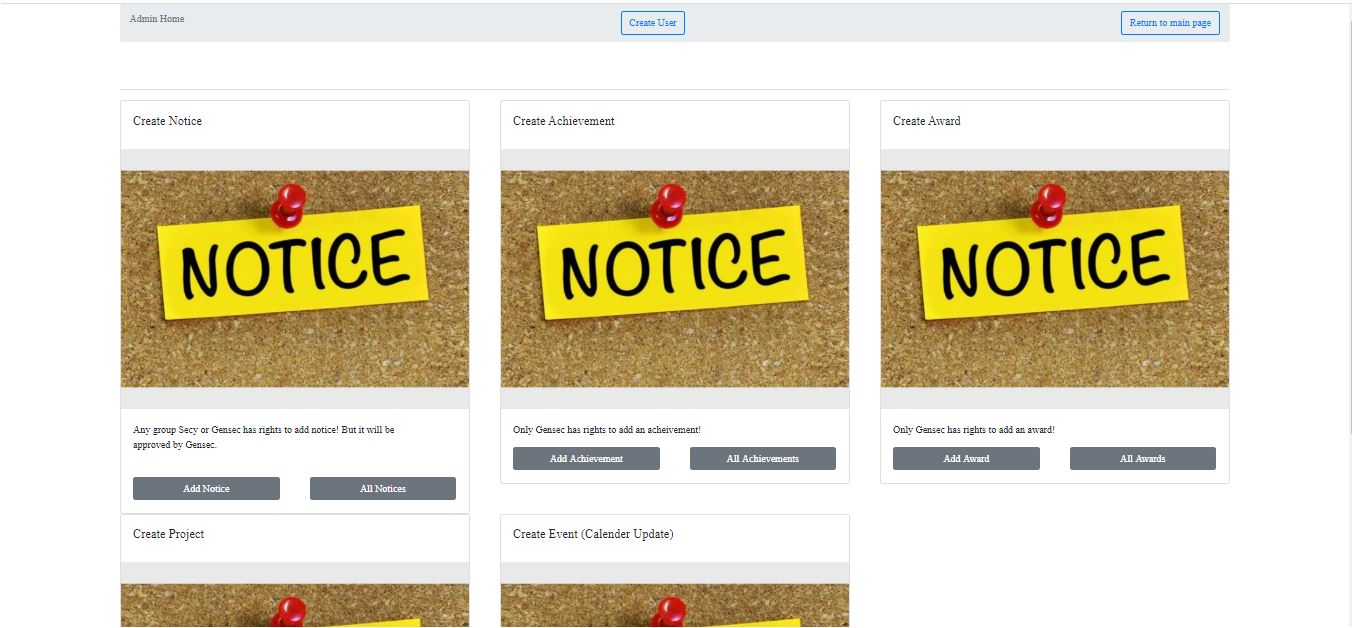 Admin Home
Create User
Return to main page
Create Notice
Create Achievement
Create Award
NOTICE
NOTICE
NOTICE
Any group Secy or Gensec has rights to add notice! But it will be
approved by Gensec.
Only Gensec has rights to add an acheivement!
Only Gensec has rights to add an award!
Add Notice
All Notices
Add Achievement
All Achievements
Add Award
All Awards
Create Project
Create Event (Calender Update)